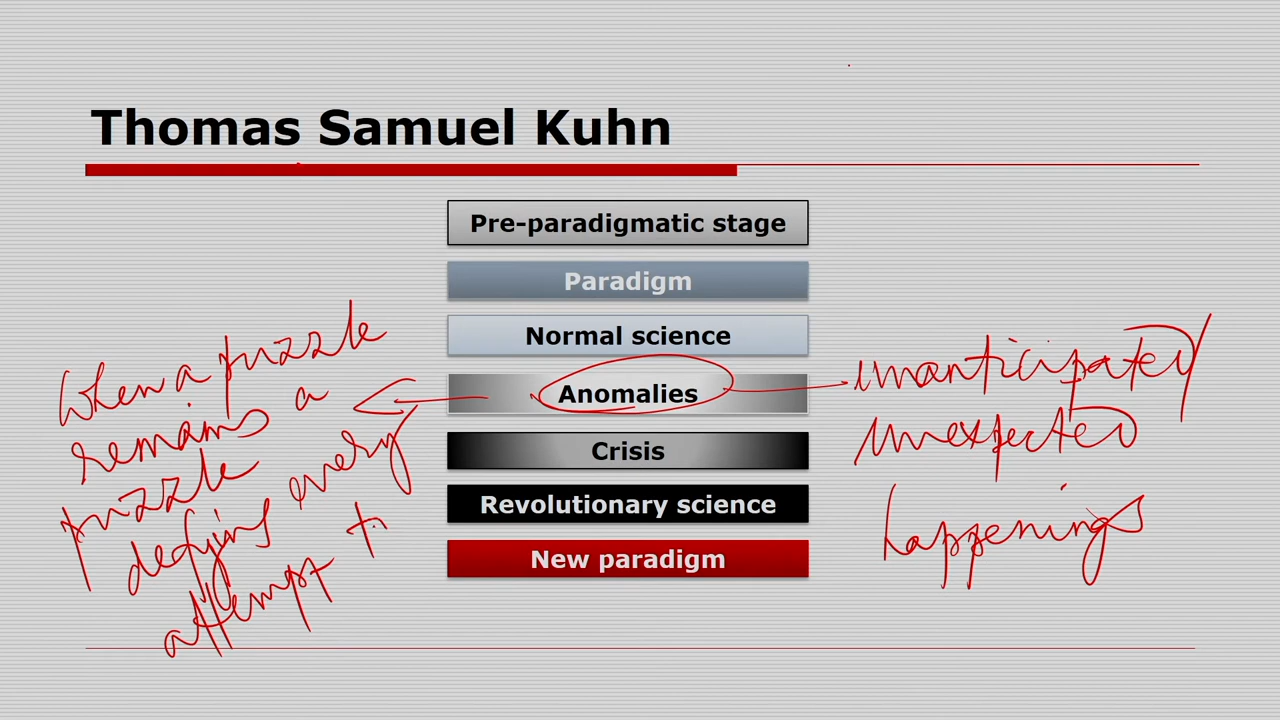 Thomas Samuel Kuhn
Pre-paradigmatic stage
Paradigm
Normal science
Anomalies
Crisis
Revolutionary science
New paradigm
When a puzzle
remains a
puzzle
defying every
attempt to
unanticipated
unexpected
happenings